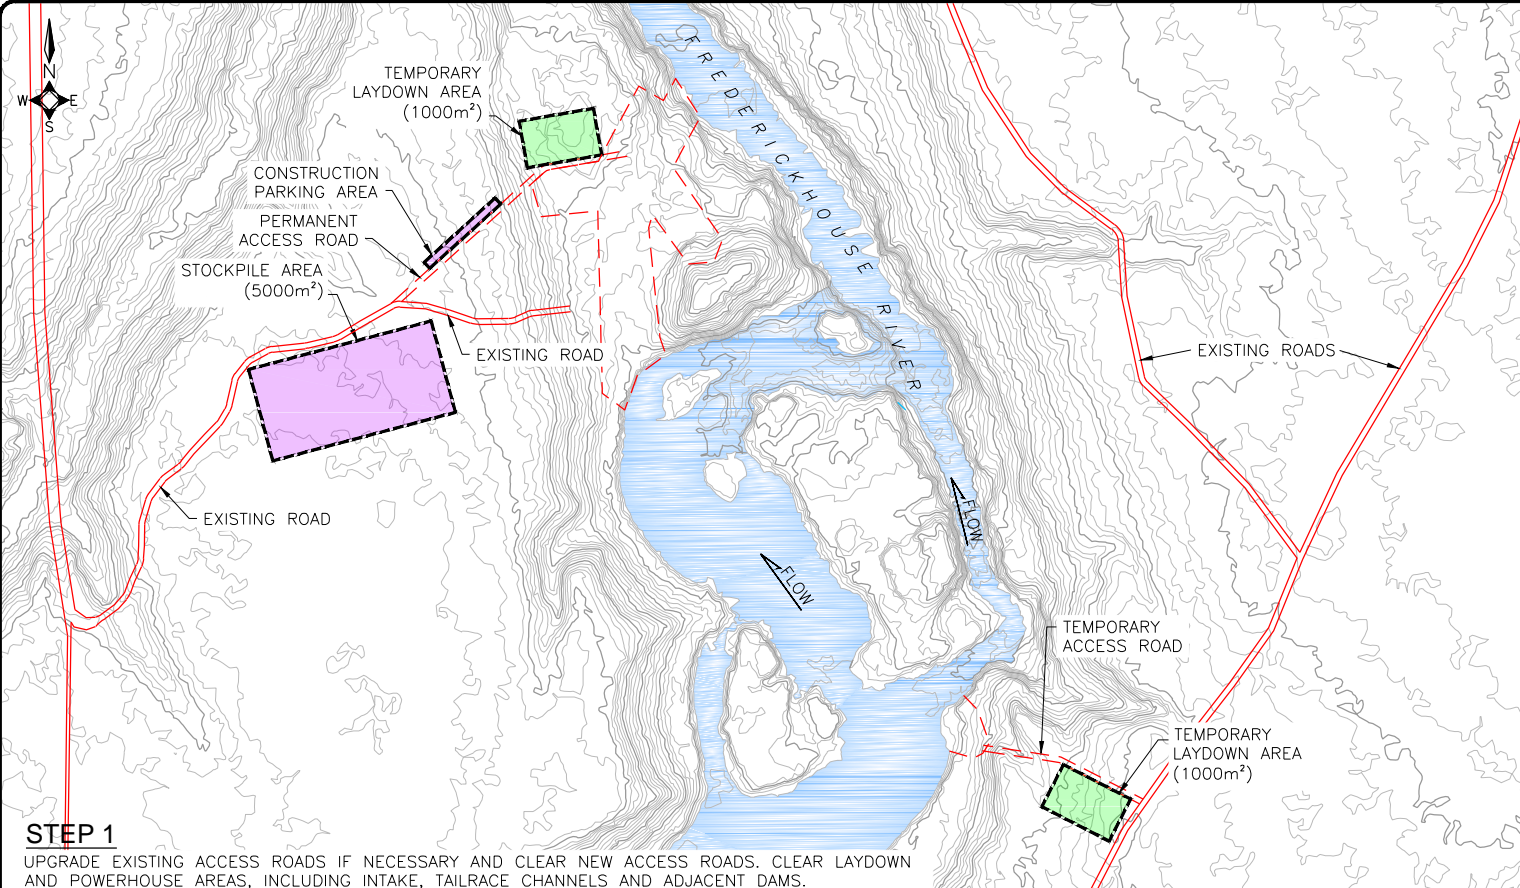 N
W E
S
TEMPORARY
LAYDOWN AREA
(1000m²)
CONSTRUCTION
PARKING AREA
PERMANENT
ACCESS ROAD
STOCKPILE AREA
(5000m²)
EXISTING ROAD
EXISTING ROAD
FREDERICKHOUSE RIVER
EXISTING ROADS
FLOW
FLOW
TEMPORARY
ACCESS ROAD
TEMPORARY
LAYDOWN AREA
(1000m²)
STEP 1
UPGRADE EXISTING ACCESS ROADS IF NECESSARY AND CLEAR NEW ACCESS ROADS. CLEAR LAYDOWN
AND POWERHOUSE AREAS, INCLUDING INTAKE, TAILRACE CHANNELS AND ADJACENT DAMS.